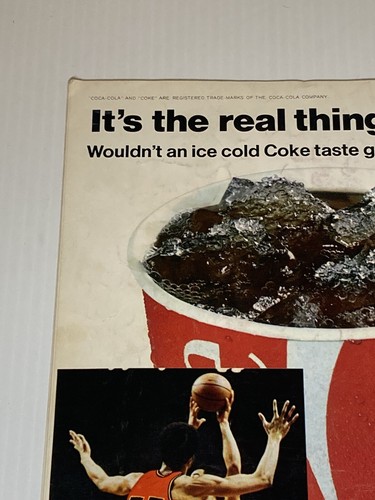 "COCA-COLA" AND "COKE" ARE REGISTERED TRADE-MARKS OF THE COCA-COLA COMPANY.
It's the real thing
Wouldn't an ice cold Coke taste g